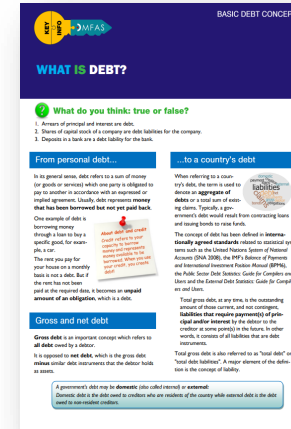 BASIC DEBT CONCEP
KEY
INFO
DMFAS
WHAT IS DEBT?
? What do you think: true or false?
1. Arrears of principal and interest are debt.
2. Shares of capital stock of a company are debt liabilities for the company.
3. Deposits in a bank are a debt liability for the bank.
From personal debt...
In its general sense, debt refers to a sum of money
(or goods or services) which one party is obligated to
pay to another in accordance with an expressed or
implied agreement. Usually, debt represents money
that has been borrowed but not yet paid back.
One example of debt is
borrowing money
through a loan to buy a
specific good, for exam-
ple, a car.
The rent you pay for
your house on a monthly
basis is not a debt. But if
the rent has not been
paid at the required date, it becomes an unpaid
amount of an obligation, which is a debt.
About debt and credit
Credit refers to your
capacity to borrow
money and represents
money available to be
borrowed. When you use
your credit, you create
debt.
Gross and net debt
Gross debt is an important concept which refers to
all debt owed by a debtor.
It is opposed to net debt, which is the gross debt
minus similar debt instruments that the debtor holds
as assets.
...to a country's debt
When referring to a coun-
try's debt, the term is used to
denote an aggregate of
debts or a total sum of exist-
ing claims. Typically, a gov-
ernment's debt would result from contracting loans
and issuing bonds to raise funds.
liabilities
The concept of debt has been defined in interna-
tionally agreed standards related to statistical sys
tems such as the United Nations System of National
Accounts (SNA 2008), the IMF's Balance of Payments
and International Investment Position Manual (BPM6),
the Public Sector Debt Statistics: Guide for Compilers and
Users and the External Debt Statistics: Guide for Compil
ers and Users.
Total gross debt, at any time, is the outstanding
amount of those current, and not contingent,
liabilities that require payment(s) of prin-
cipal and/or interest by the debtor to the
creditor at some point(s) in the future. In other
words, it consists of all liabilities that are debt
instruments.
Total gross debt is also referred to as "total debt" or
"total debt liabilities". A major element of the defini-
tion is the concept of liability.
A government's debt may be domestic (also called internal) or external:
Domestic debt is the debt owed to creditors who are residents of the country while external debt is the debt
owed to non-resident creditors.